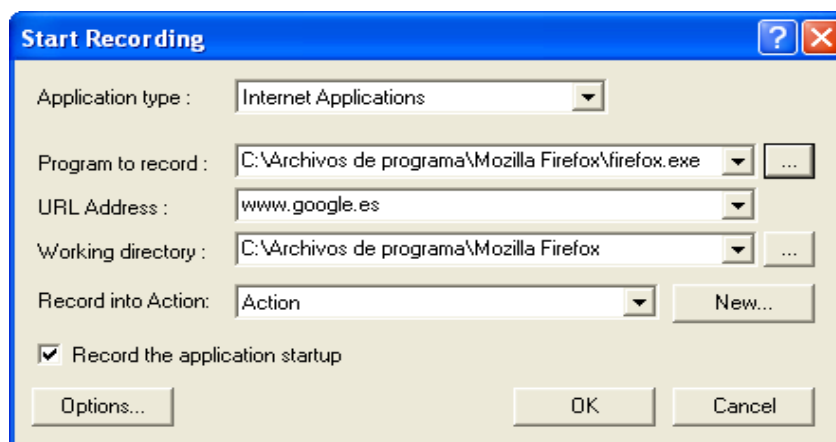 Start Recording
Application type : Internet Applications
Program to record : C:\Archivos de programa\Mozilla Firefox\firefox.exe ...
URL Address : www.google.es
Working directory : C:\Archivos de programa\Mozilla Firefox ...
Record into Action: Action New...
Record the application startup
Options... OK Cancel